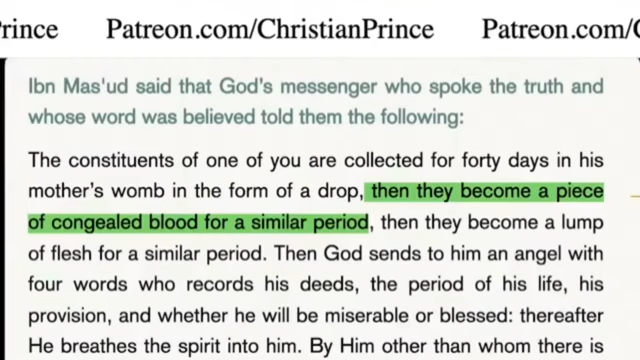 rince Patreon.com/ChristianPrince Patreon.com/C
Ibn Mas'ud said that God's messenger who spoke the truth and
whose word was believed told them the following:
The constituents of one of you are collected for forty days in his
mother's womb in the form of a drop, then they become a piece
of congealed blood for a similar period, then they become a lump
of flesh for a similar period. Then God sends to him an angel with
four words who records his deeds, the period of his life, his
provision, and whether he will be miserable or blessed: thereafter
He breathes the spirit into him. By Him other than whom there is